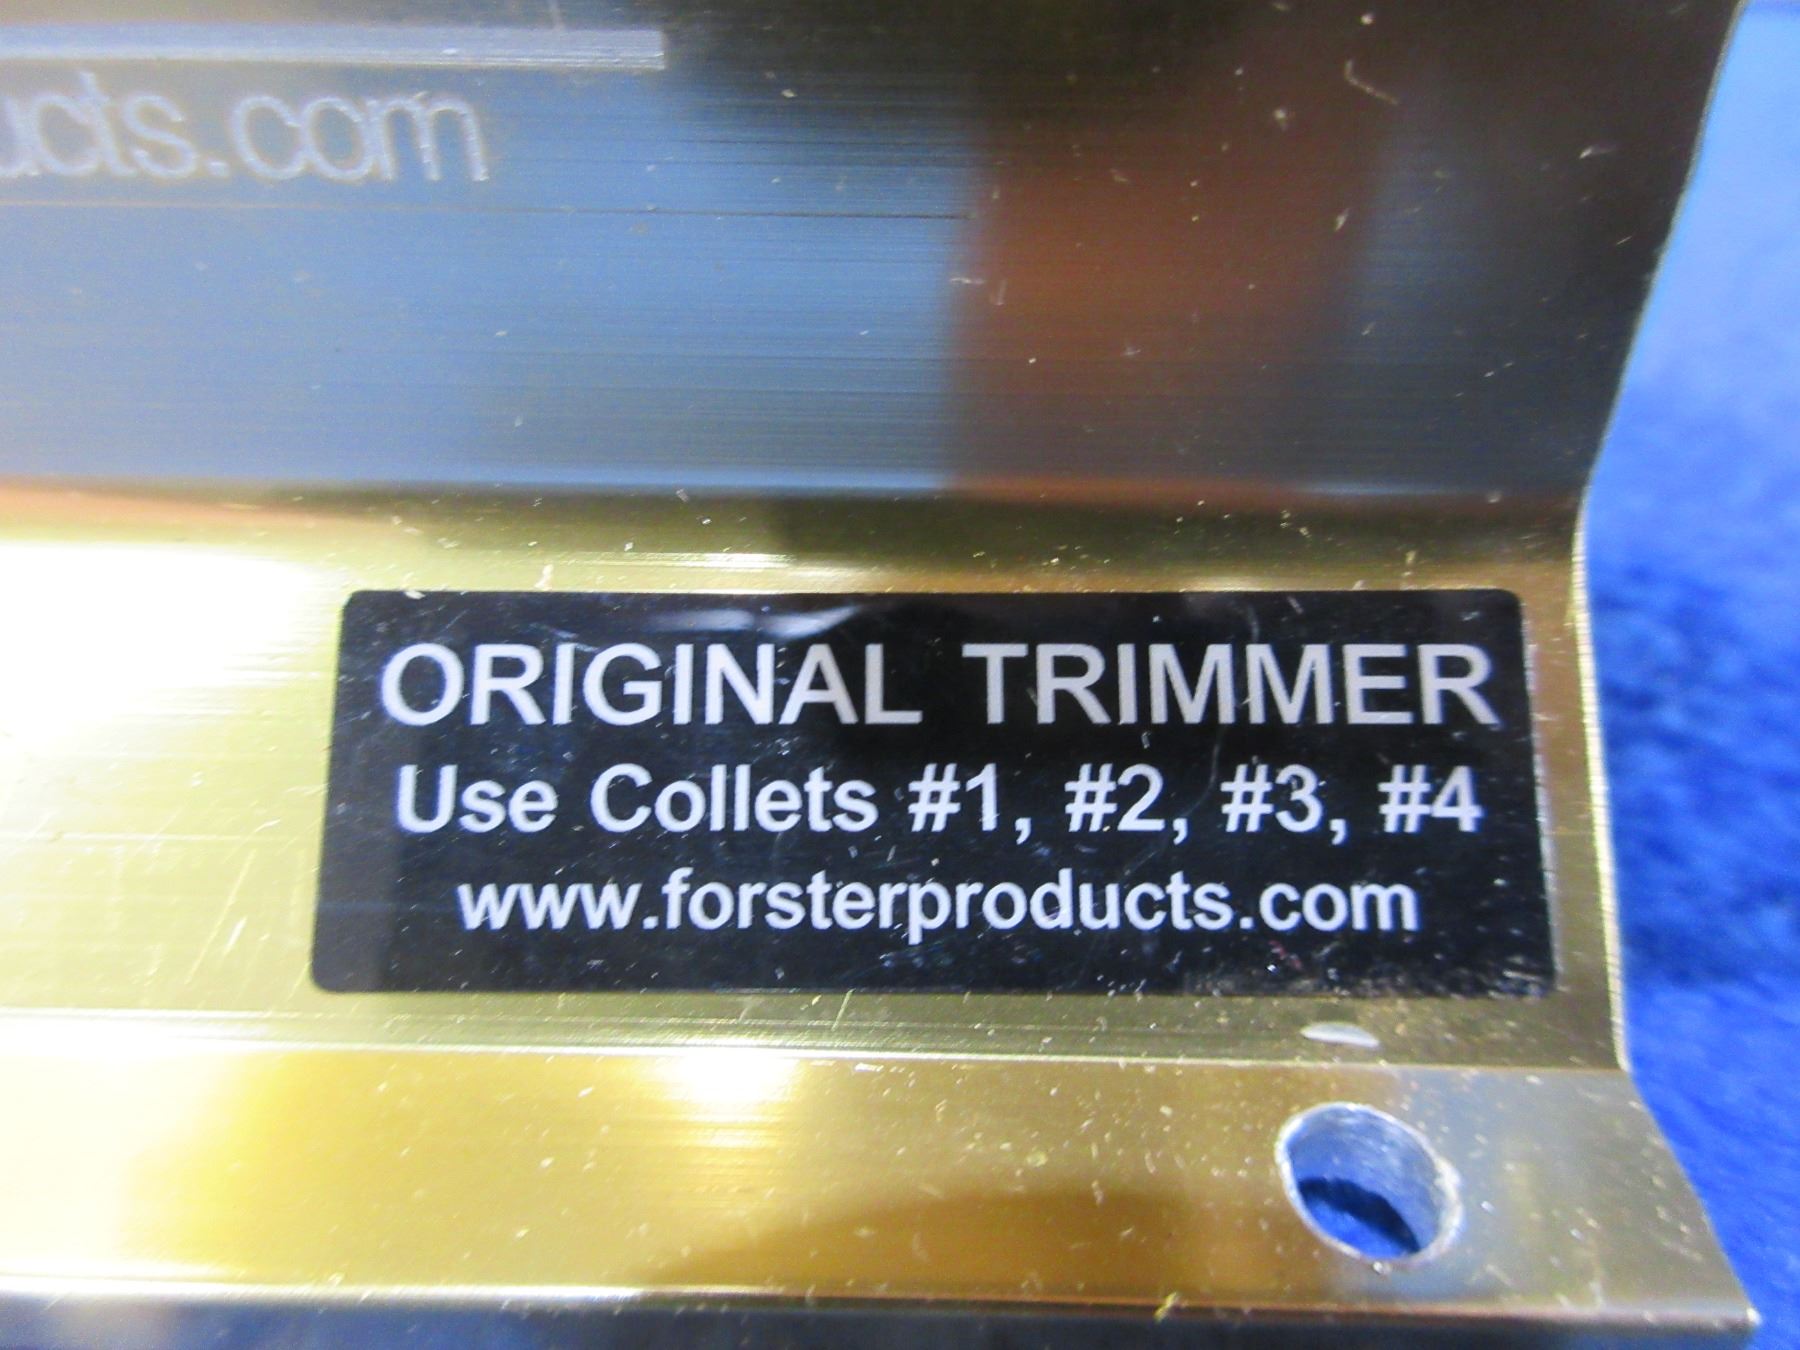 ucts.com
ORIGINAL TRIMMER
Use Collets #1, #2, #3, #4
www.forsterproducts.com